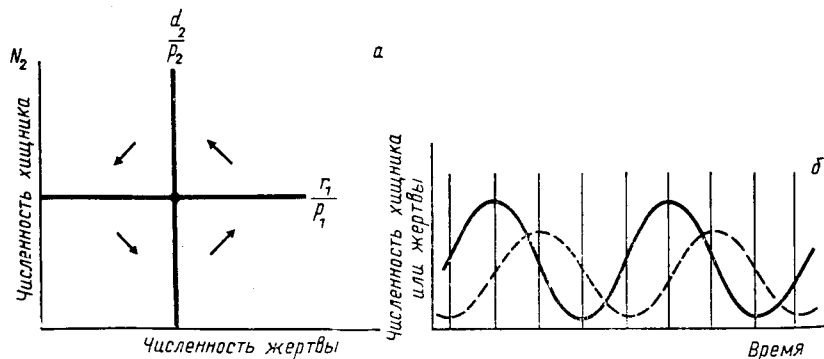 N₂
d₂
p₂
а
Численность хищника
r₁
p₁
Численность жертвы
б
Численность хищника
или жертвы
Время